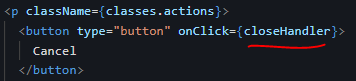 <p className={classes.actions}>
<button type="button" onClick={closeHandler}>
Cancel
</button>